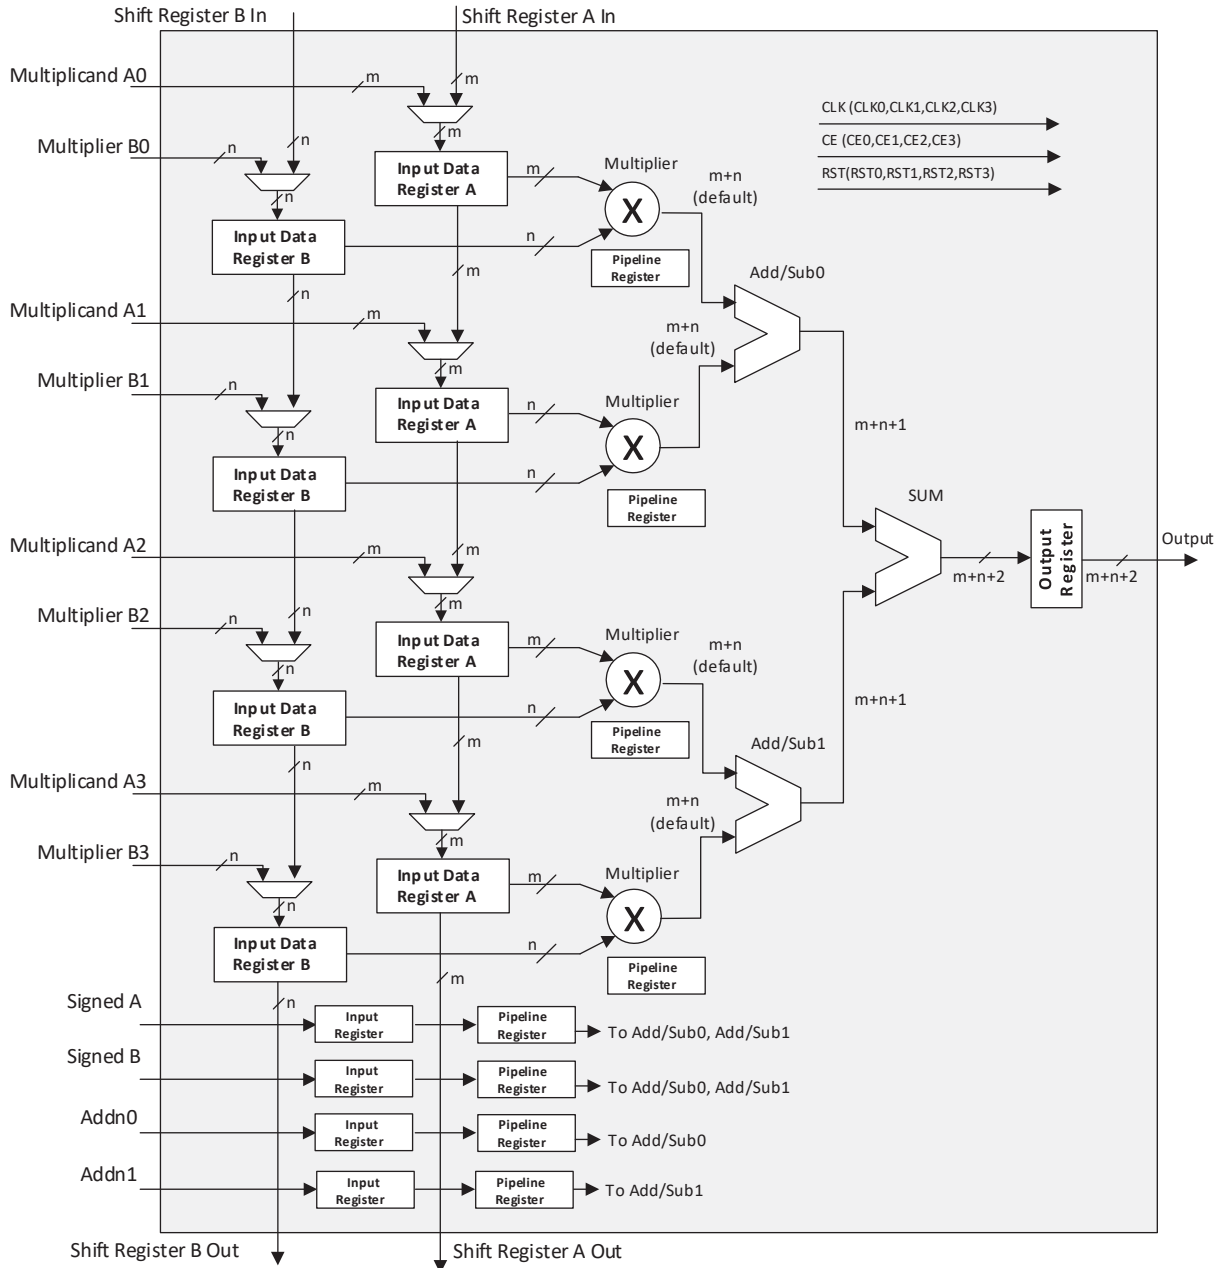 Shift Register B In
Shift Register A In
Multiplicand A0
m
m
CLK (CLK0,CLK1,CLK2,CLK3)
m
Multiplier B0
n
n
CE (CE0,CE1,CE2,CE3)
Input Data
Register A
m
Multiplier
m+n
(default)
RST(RST0,RST1,RST2,RST3)
n
X
Input Data
Register B
n
Pipeline
Register
m
Add/Sub0
n
Multiplicand A1
m
m+n
(default)
m
Multiplier B1
n
Input Data
Register A
n
Multiplier
m+n+1
n
X
Input Data
Register B
n
Pipeline
Register
SUM
Multiplicand A2
m
m
Output
Register
Output
m+n+2
m+n+2
m
Multiplier B2
n
n
Input Data
Register A
m
Multiplier
m+n
(default)
n
X
m+n+1
Input Data
Register B
n
Pipeline
Register
m
Add/Sub1
n
Multiplicand A3
m
m+n
(default)
m
Multiplier B3
n
Input Data
Register A
m
Multiplier
n
X
Input Data
Register B
n
Pipeline
Register
m
Signed A
n
Input
Register
Pipeline
Register
To Add/Sub0, Add/Sub1
Signed B
Input
Register
Pipeline
Register
To Add/Sub0, Add/Sub1
Addn0
Input
Register
Pipeline
Register
To Add/Sub0
Addn1
Input
Register
Pipeline
Register
To Add/Sub1
Shift Register B Out
Shift Register A Out